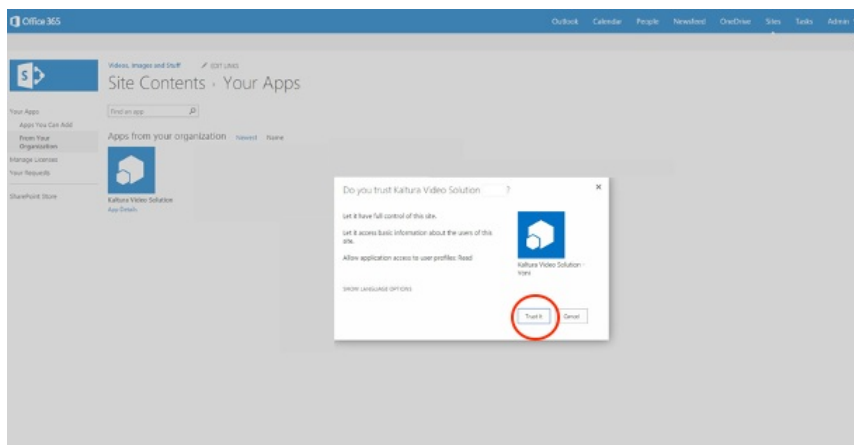 Office 365
Outlook Calendar People Newsfeed OneDrive Sites Tasks Admin
Videos, Images and Stuff EDIT LINKS
Site Contents › Your Apps
Find an app
Your Apps
Apps You Can Add
From Your
Organization
Manage Licenses
Your Requests
SharePoint Store
Apps from your organization Newest Name
Kaltura Video Solution
App Details
Do you trust Kaltura Video Solution ?
Let it have full control of this site.
Let it access basic information about the users of this
site.
Allow application access to user profiles: Read
SHOW LANGUAGE OPTIONS
Kaltura Video Solution -
Trust It Cancel